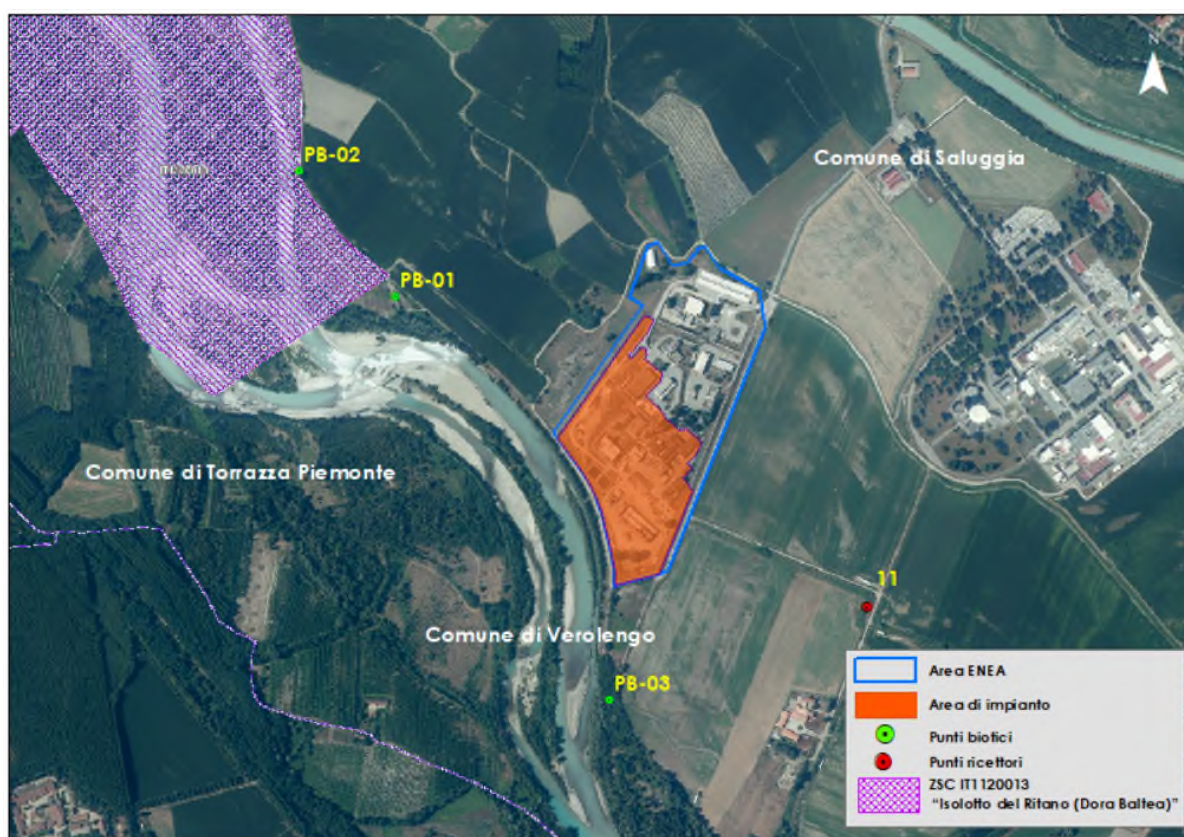 PB-02
Comune di Saluggia
PB-01
Comune di Torrazza Piemonte
11
Comune di Verolengo
PB-03
Area ENEA
Area di impianto
Punti biotici
Punti ricettori
ZSC IT1120013
"Isolotto del Ritano (Dora Baltea)"